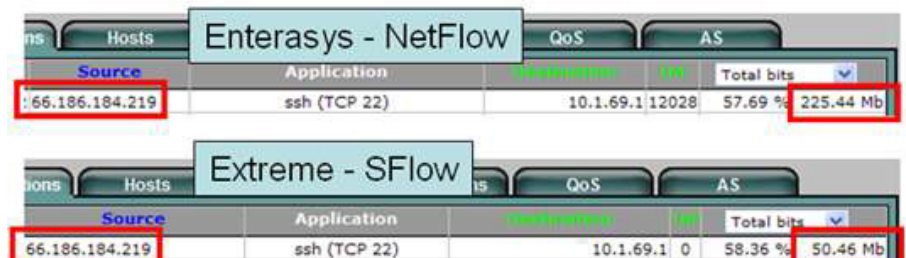 ns Hosts Enterasys - NetFlow QoS AS
Source Application Destination Total bits
66.186.184.219 ssh (TCP 22) 10.1.69.1 12028 57.69 % 225.44 Mb
ions Hosts Extreme - SFlow ns QoS AS
Source Application Destination Total bits
66.186.184.219 ssh (TCP 22) 10.1.69.1 0 58.36 % 50.46 Mb